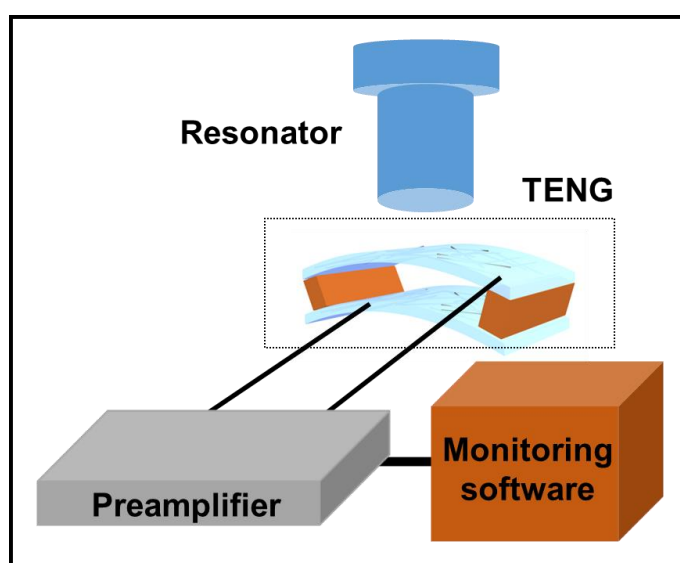 Resonator
TENG
Monitoring
software
Preamplifier